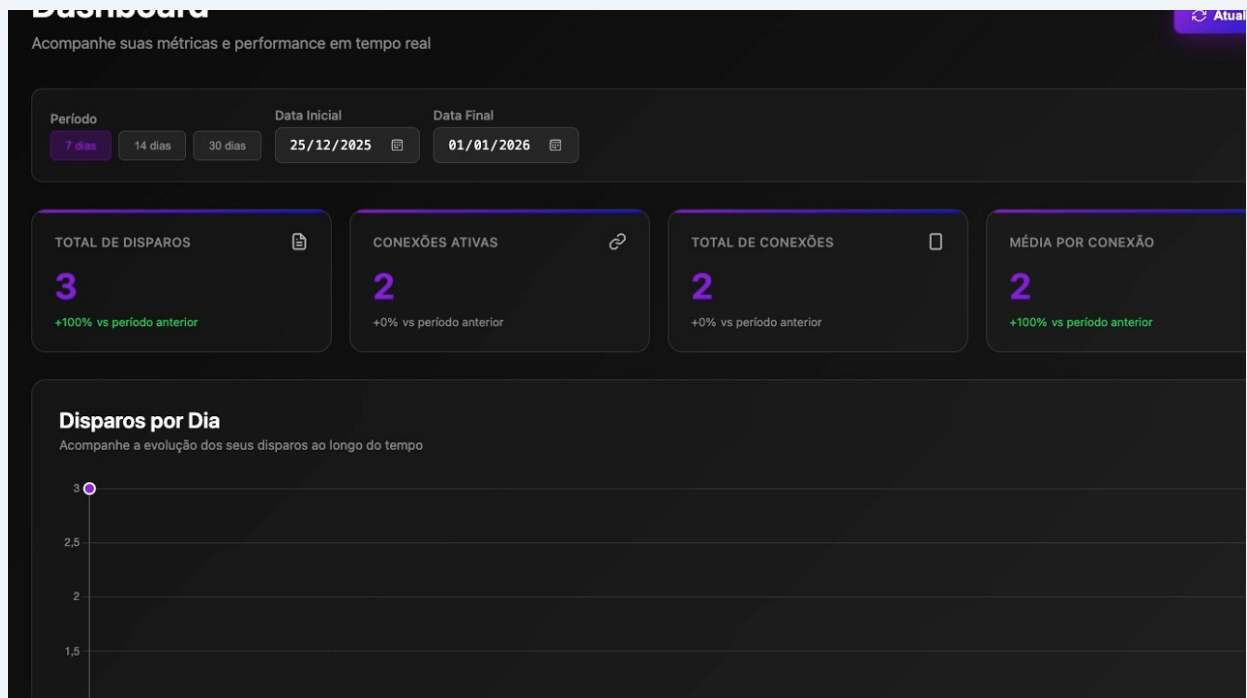 Dashboard
Atual
Acompanhe suas métricas e performance em tempo real
Período
Data Inicial
Data Final
7 dias
14 dias
30 dias
25/12/2025
01/01/2026
TOTAL DE DISPAROS
3
+100% vs período anterior
CONEXÕES ATIVAS
2
+0% vs período anterior
TOTAL DE CONEXÕES
2
+0% vs período anterior
MÉDIA POR CONEXÃO
2
+100% vs período anterior
Disparos por Dia
Acompanhe a evolução dos seus disparos ao longo do tempo
3
2,5
2
1,5